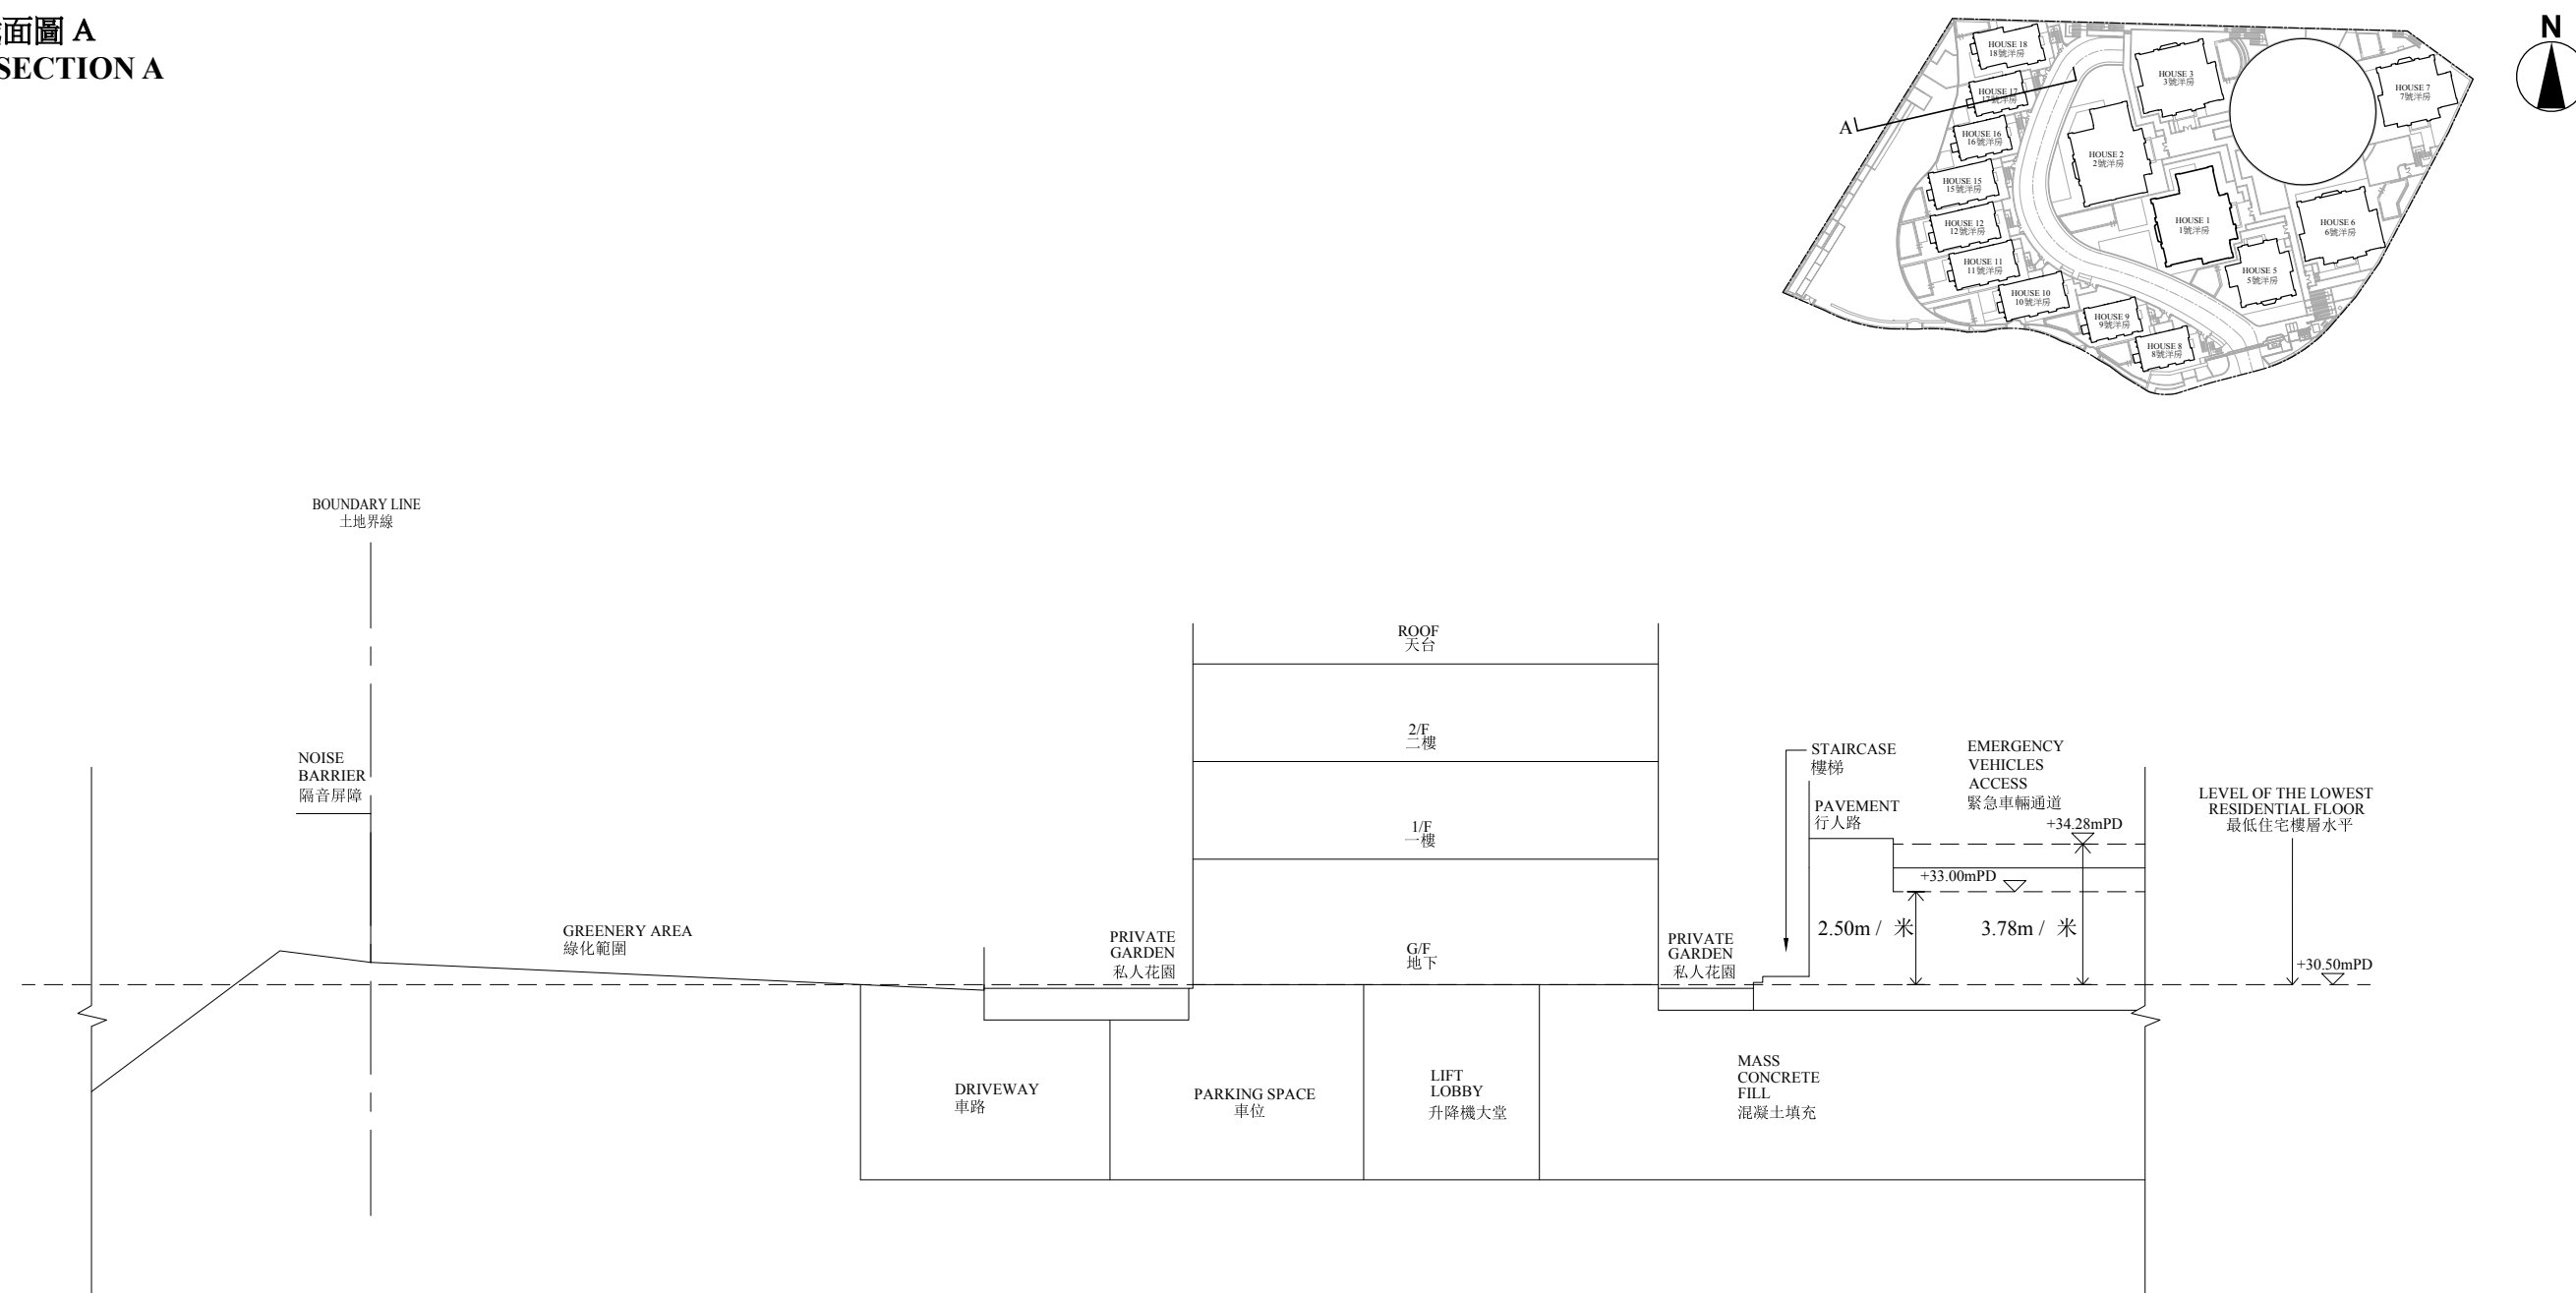 面圖 A
SECTION A
N
HOUSE 18
18號洋房
HOUSE 17
17號洋房
HOUSE 16
16號洋房
HOUSE 15
15號洋房
HOUSE 12
12號洋房
HOUSE 11
11號洋房
HOUSE 10
10號洋房
HOUSE 9
9號洋房
HOUSE 8
8號洋房
HOUSE 3
3號洋房
HOUSE 2
2號洋房
HOUSE 1
1號洋房
HOUSE 7
7號洋房
HOUSE 6
6號洋房
HOUSE 5
5號洋房
A
BOUNDARY LINE
土地界線
NOISE
BARRIER
隔音屏障
GREENERY AREA
綠化範圍
ROOF
天台
2/F
二樓
1/F
一樓
G/F
地下
PRIVATE
GARDEN
私人花園
PRIVATE
GARDEN
私人花園
STAIRCASE
樓梯
PAVEMENT
行人路
EMERGENCY
VEHICLES
ACCESS
緊急車輛通道
+34.28mPD
+33.00mPD
2.50m / 米
3.78m / 米
LEVEL OF THE LOWEST
RESIDENTIAL FLOOR
最低住宅樓層水平
+30.50mPD
DRIVEWAY
車路
PARKING SPACE
車位
LIFT
LOBBY
升降機大堂
MASS
CONCRETE
FILL
混凝土填充